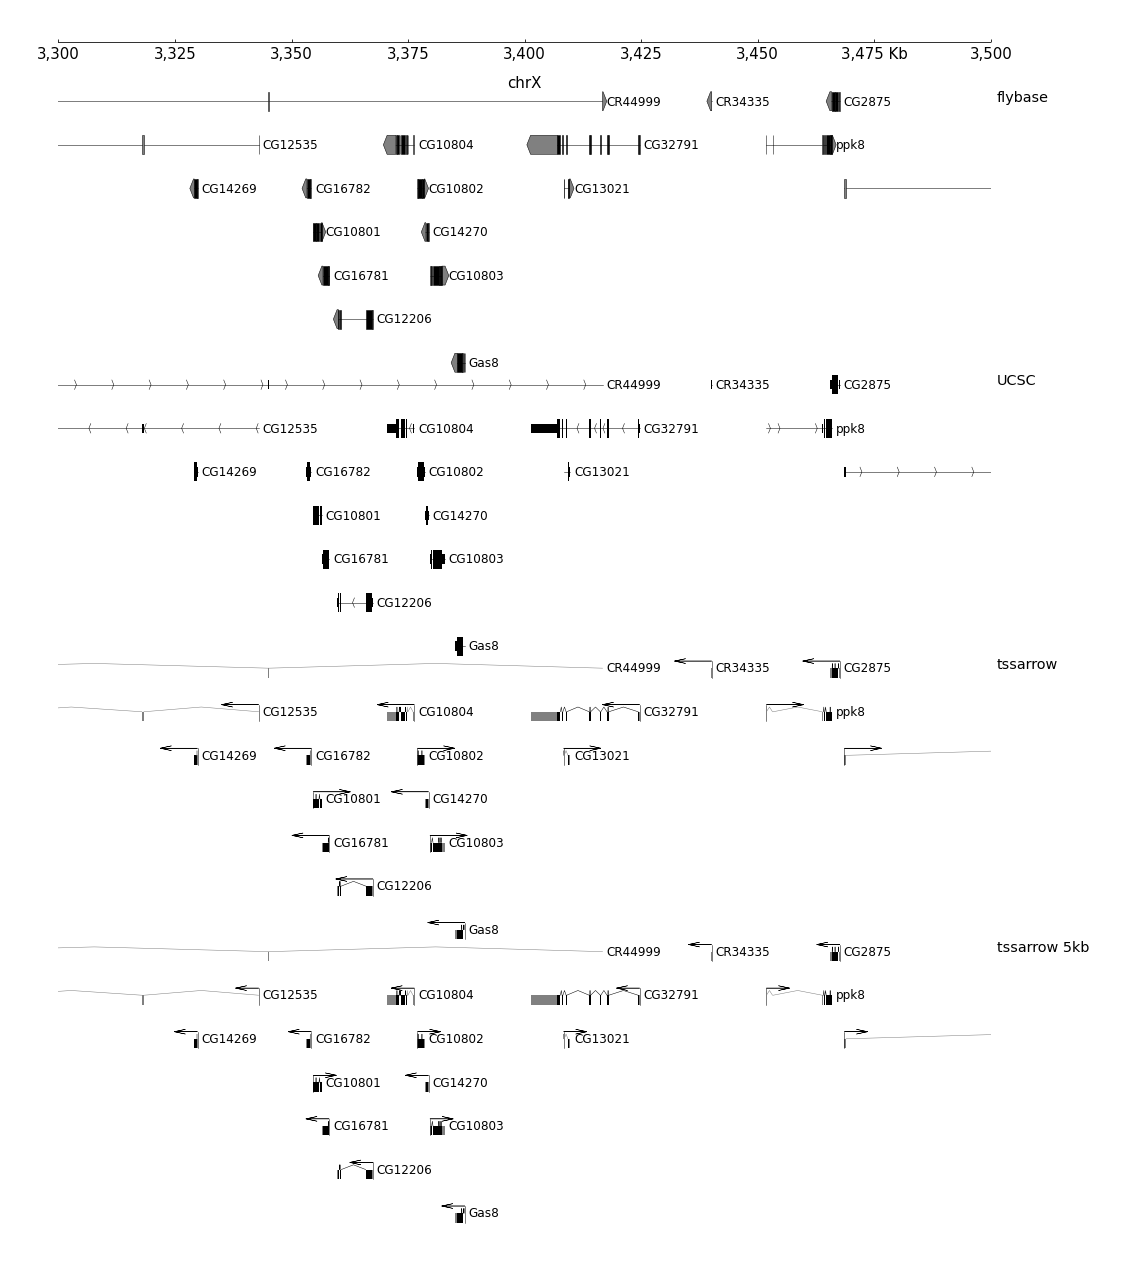 3,300 3,325 3,350 3,375 3,400 3,425 3,450 3,475 Kb 3,500
chrX
CR44999 CR34335 CG2875 flybase
CG12535 CG10804 CG32791 ppk8
CG14269 CG16782 CG10802 CG13021
CG10801 CG14270
CG16781 CG10803
CG12206
Gas8
CR44999 CR34335 CG2875 UCSC
CG12535 CG10804 CG32791 ppk8
CG14269 CG16782 CG10802 CG13021
CG10801 CG14270
CG16781 CG10803
CG12206
Gas8
CR44999 CR34335 CG2875 tssarrow
CG12535 CG10804 CG32791 ppk8
CG14269 CG16782 CG10802 CG13021
CG10801 CG14270
CG16781 CG10803
CG12206
Gas8
CR44999 CR34335 CG2875 tssarrow 5kb
CG12535 CG10804 CG32791 ppk8
CG14269 CG16782 CG10802 CG13021
CG10801 CG14270
CG16781 CG10803
CG12206
Gas8